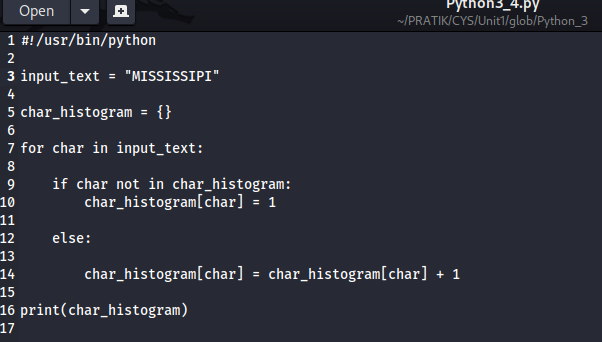 Open
Python3_4.py
~/PRATIK/CYS/Unit1/glob/Python_3
1 #!/usr/bin/python
2
3 input_text = "MISSISSIPI"
4
5 char_histogram = {}
6
7 for char in input_text:
8
9     if char not in char_histogram:
10         char_histogram[char] = 1
11
12     else:
13
14         char_histogram[char] = char_histogram[char] + 1
15
16 print(char_histogram)
17